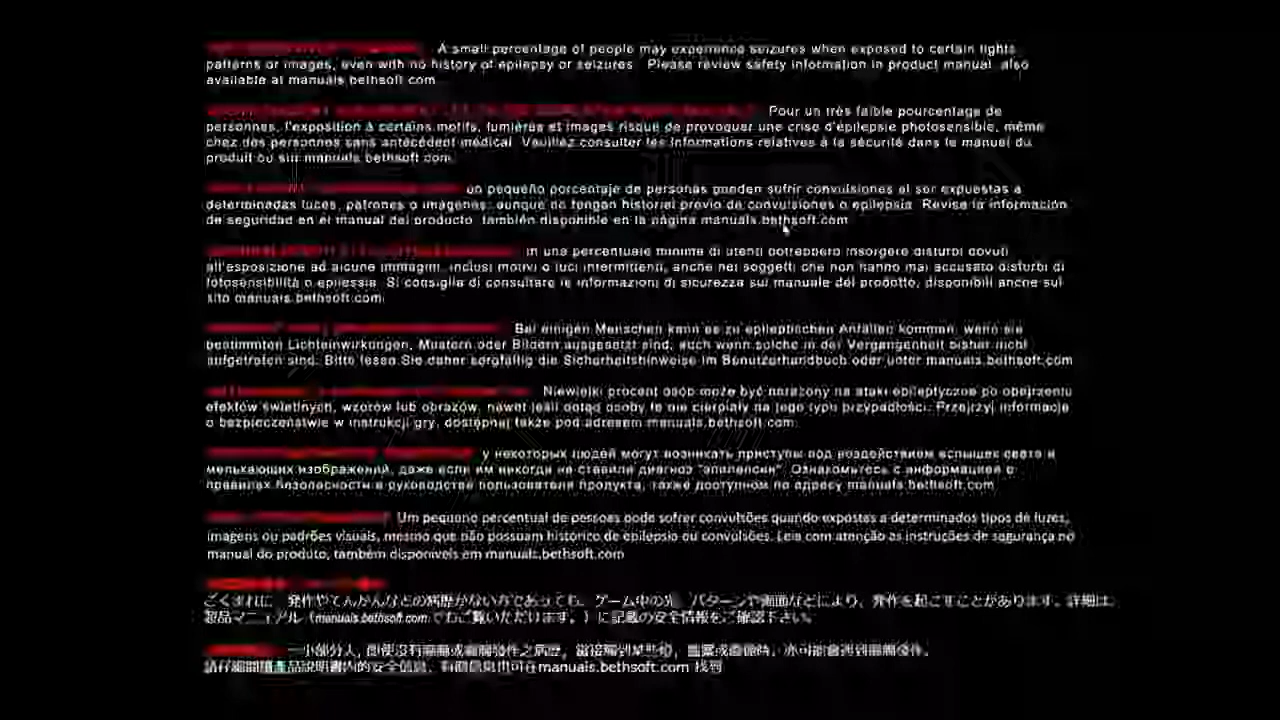 A small percentage of people may experience seizures when exposed to certain lights
patterns or images, even with no history of epilepsy or seizures. Please review safety information in product manual, also
available at manuals.bethsoft.com
Pour un très faible pourcentage de
personnes, l'exposition à certains motifs, lumières et images risque de provoquer une crise d'épilepsie photosensible, même
chez des personnes sans antécédent médical. Veuillez consulter les informations relatives à la sécurité dans le manuel du
produit ou sur manuals.bethsoft.com
un pequeño porcentaje de personas pueden sufrir convulsiones al ser expuestas a
determinadas luces, patrones o imágenes, aunque no tengan historial previo de convulsiones o epilepsia. Revise la información
de seguridad en el manual del producto, también disponible en la página manuals.bethsoft.com
In una percentuale minima di utenti potrebbero insorgere disturbi dovuti
all'esposizione ad alcune immagini, inclusi motivi o luci intermittenti, anche nei soggetti che non hanno mai accusato disturbi di
fotosensibilità o epilessia. Si consiglia di consultare le informazioni di sicurezza sul manuale del prodotto, disponibili anche sul
sito manuals.bethsoft.com
Bei einigen Menschen kann es zu epileptischen Anfällen kommen, wenn sie
bestimmten Lichteinwirkungen, Mustern oder Bildern ausgesetzt sind, auch wenn solche in der Vergangenheit bisher nicht
aufgetreten sind. Bitte lesen Sie daher sorgfältig die Sicherheitshinweise im Benutzerhandbuch oder unter manuals.bethsoft.com
Niewielki procent osób może być narażony na ataki epileptyczne po obejrzeniu
efektów świetlnych, wzorów lub obrazów, nawet jeśli dotąd osoby te nie cierpiały na tego typu przypadłości. Przejrzyj informacje
o bezpieczeństwie w instrukcji gry, dostępnej także pod adresem manuals.bethsoft.com
у некоторых людей могут возникать приступы под воздействием вспышек света и
мелькающих изображений, даже если им никогда не ставили диагноз "эпилепсия". Ознакомьтесь с информацией о
правилах безопасности в руководстве пользователя продукта, также доступном по адресу manuals.bethsoft.com
Um pequeno percentual de pessoas pode sofrer convulsões quando expostas a determinados tipos de luzes,
imagens ou padrões visuais, mesmo que não possuam histórico de epilepsia ou convulsões. Leia com atenção as instruções de segurança no
manual do produto, também disponíveis em manuals.bethsoft.com
ごくまれに、発作やてんかんなどの病歴がない方であっても、ゲーム中の光、パターンや画面などにより、発作を起こすことがあります。詳細は
製品マニュアル（manuals.bethsoft.comでもご覧いただけます。）に記載の安全情報をご確認下さい。
一小部分人，即使沒有
manuals.bethsoft.com 找到